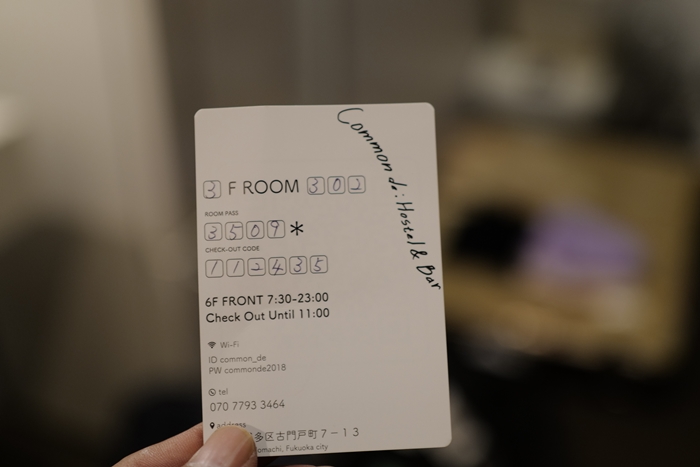 Common de: Hostel & Bar
3 F ROOM 302
ROOM PASS
3509*
CHECK-OUT CODE
112435
6F FRONT 7:30-23:00
Check Out Until 11:00
Wi-Fi
ID common_de
PW commonde2018
tel
070 7793 3464
address
多区古門戸町7-13
omachi, Fukuoka city